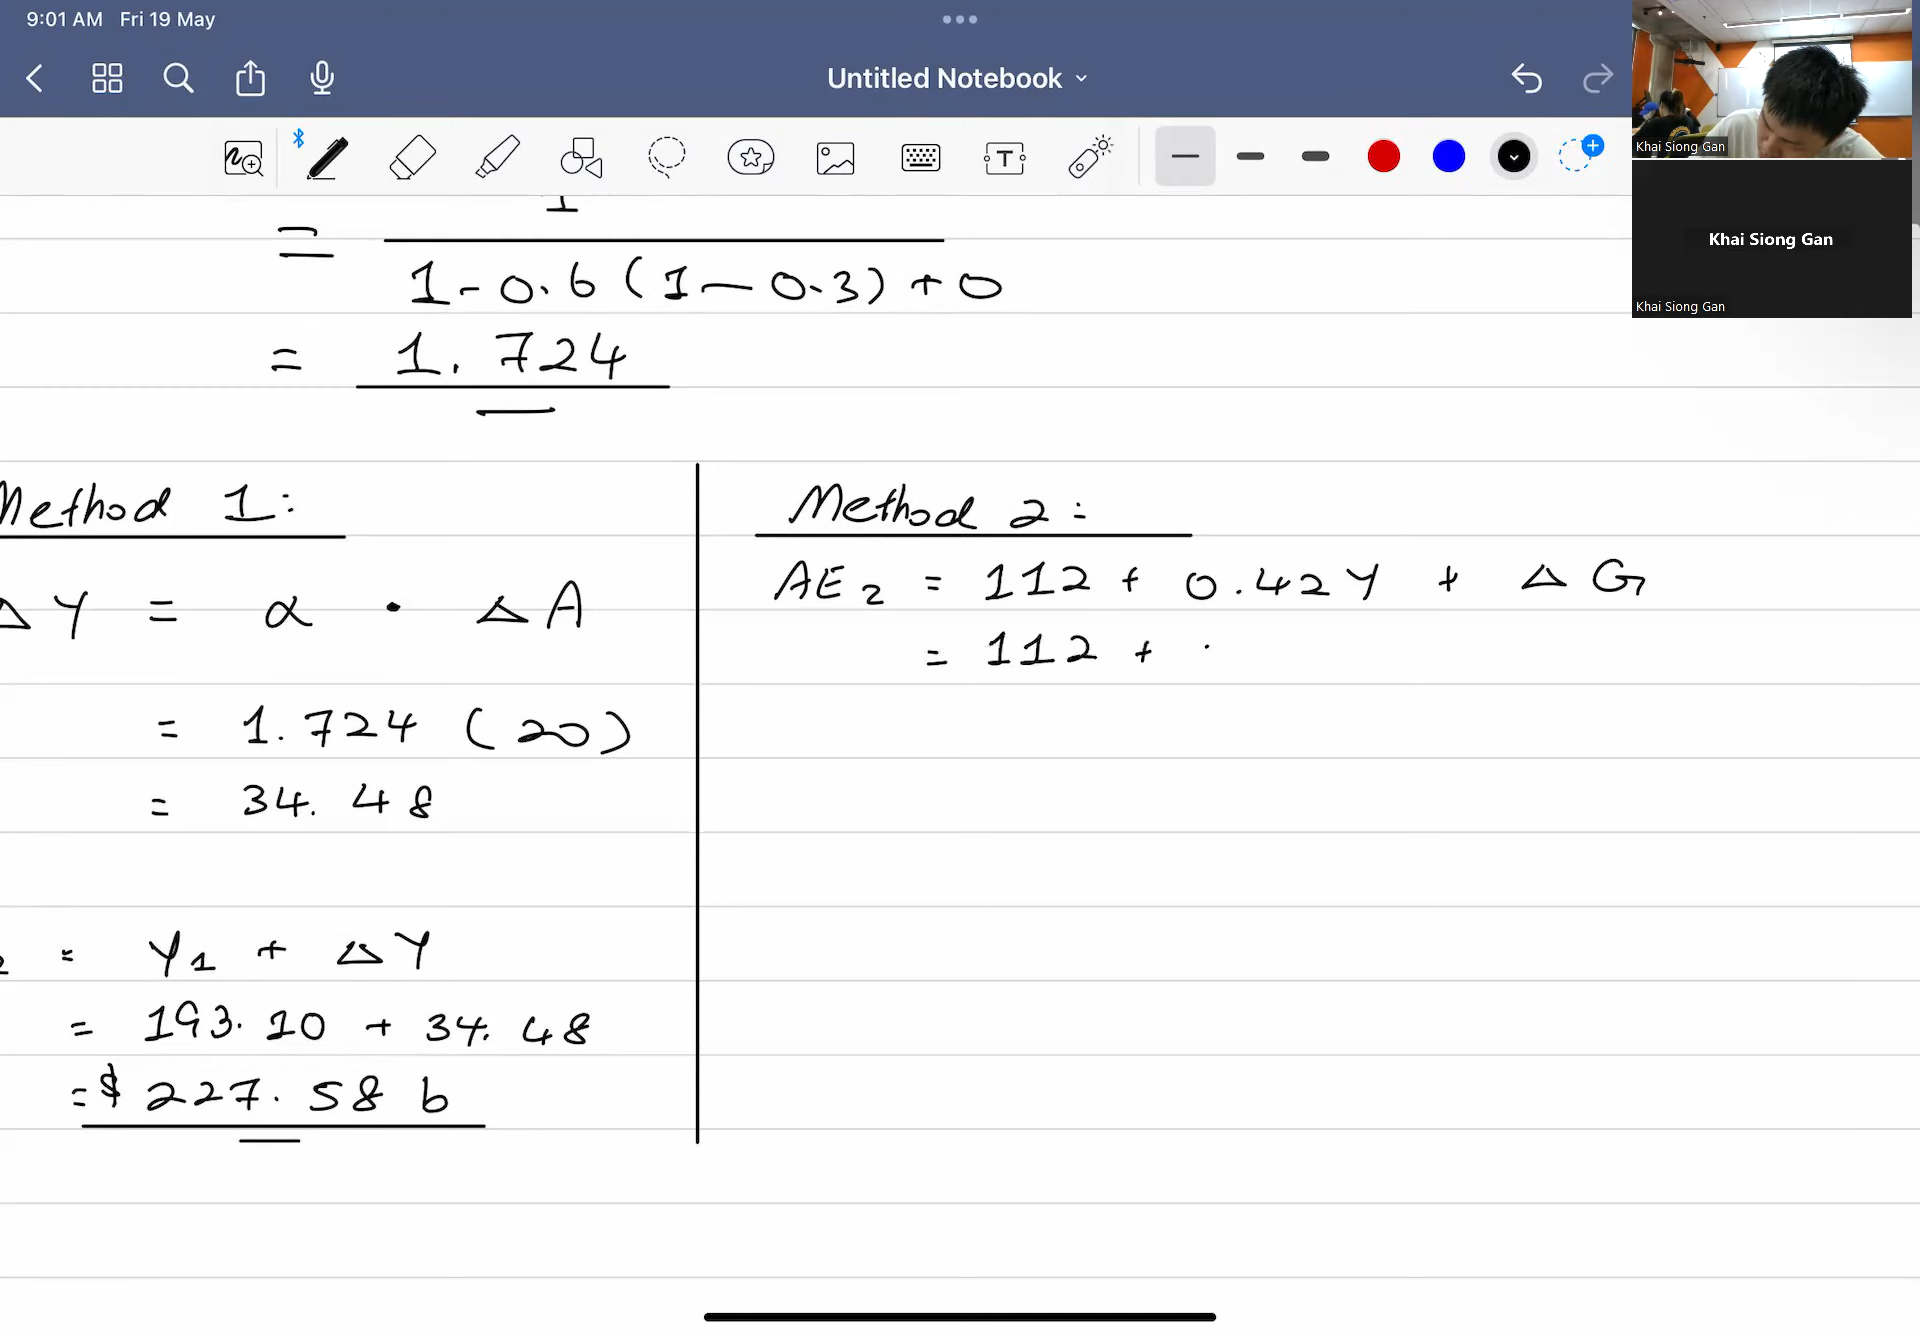 9:01 AM Fri 19 May
Untitled Notebook
T
Khai Siong Gan
Khai Siong Gan
Khai Siong Gan
=
1 - 0.6 (1 - 0.3) + 0
= 1.724
Method 1:
ΔY = α · ΔA
= 1.724 (20)
= 34.48
2 = Y1 + ΔY
= 193.10 + 34.48
= $227.58 b
Method 2:
AE2 = 112 + 0.42Y + ΔG
= 112 +